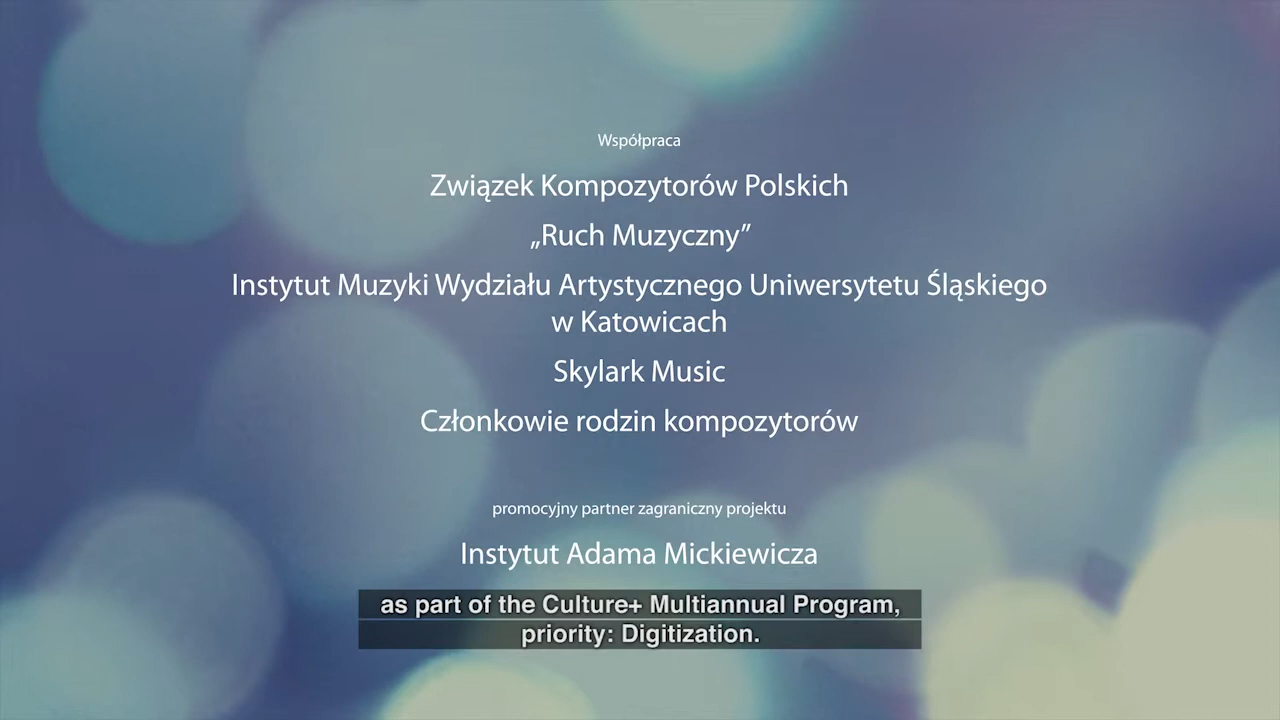 Współpraca
Związek Kompozytorów Polskich
„Ruch Muzyczny”
Instytut Muzyki Wydziału Artystycznego Uniwersytetu Śląskiego
w Katowicach
Skylark Music
Członkowie rodzin kompozytorów
promocyjny partner zagraniczny projektu
Instytut Adama Mickiewicza
as part of the Culture+ Multiannual Program,
priority: Digitization.